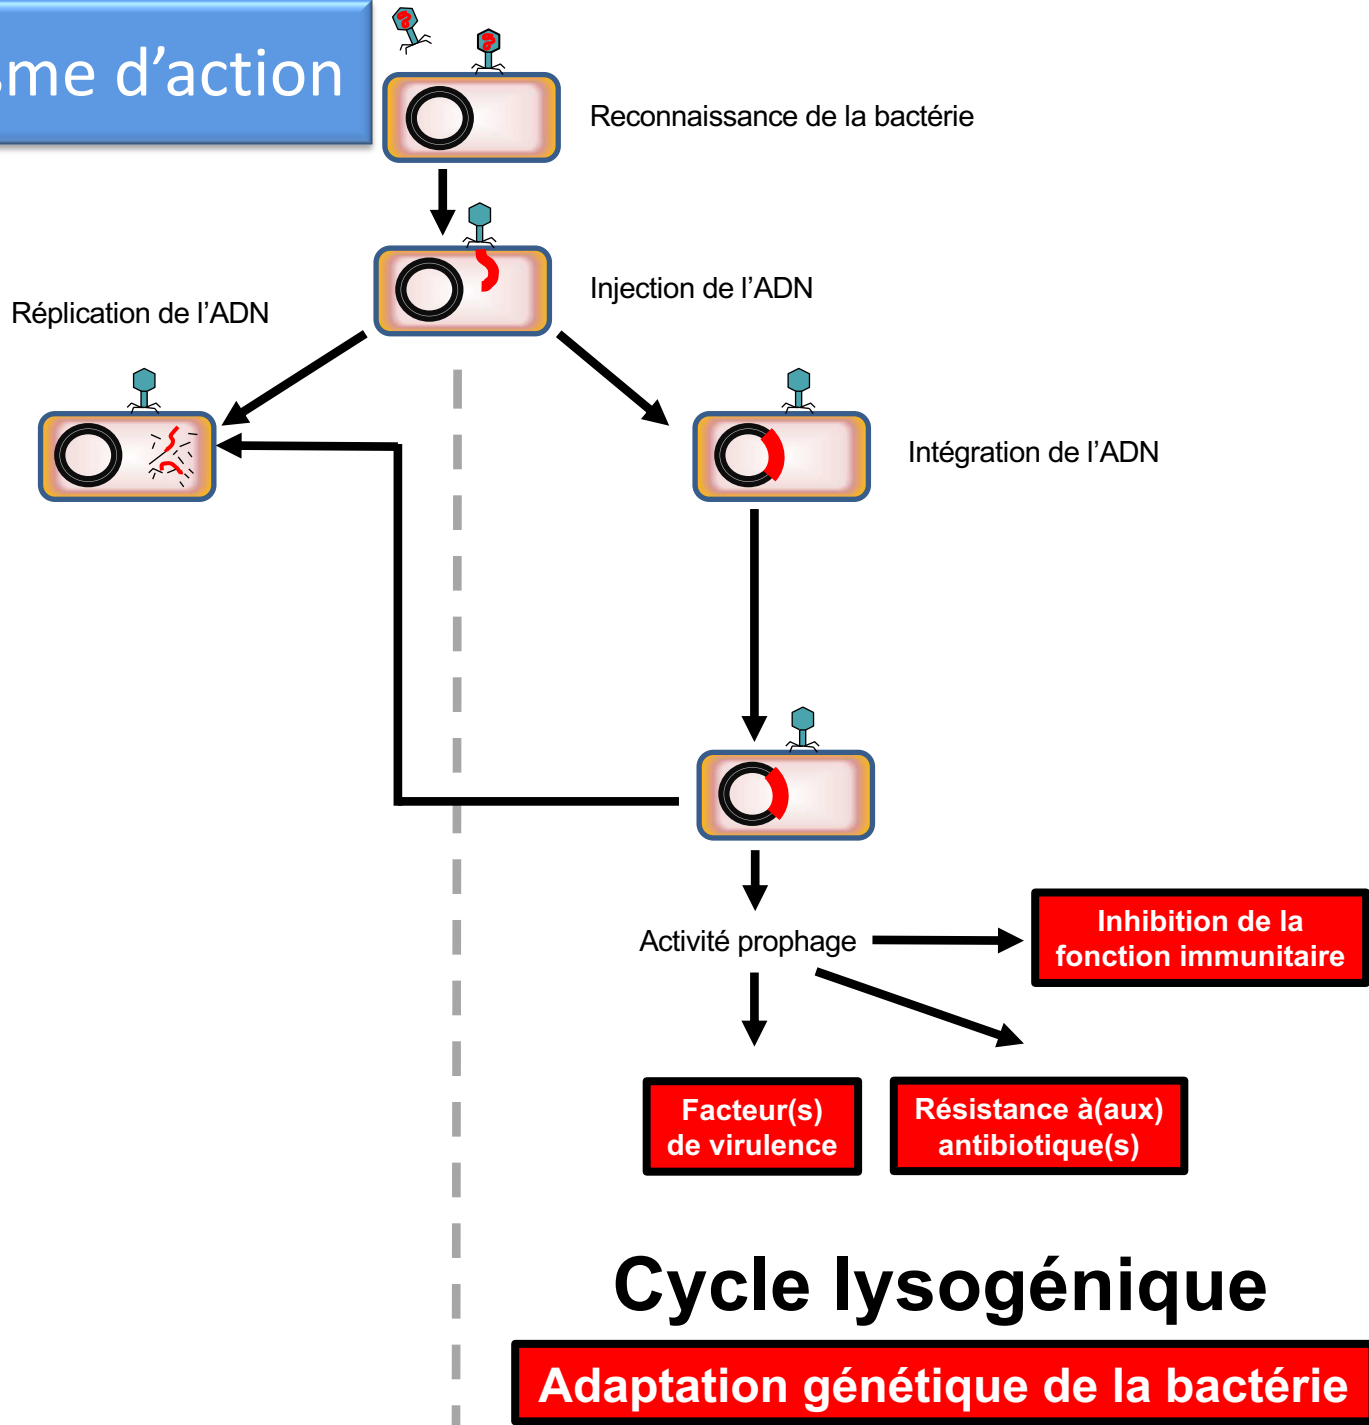 sme d’action
Reconnaissance de la bactérie
Injection de l’ADN
Réplication de l’ADN
Intégration de l’ADN
Activité prophage
Inhibition de la
fonction immunitaire
Facteur(s)
de virulence
Résistance à(aux)
antibiotique(s)
Cycle lysogénique
Adaptation génétique de la bactérie